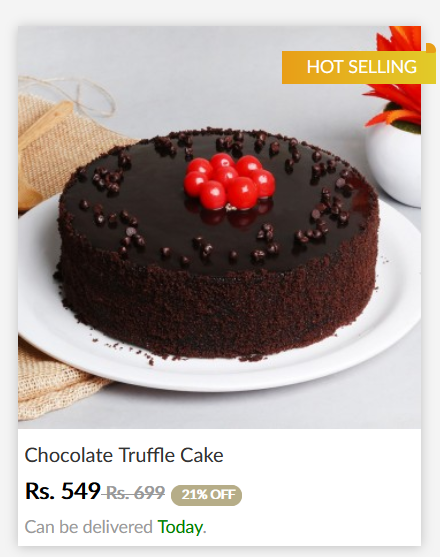 HOT SELLING
Chocolate Truffle Cake
Rs. 549 Rs. 699 21% OFF
Can be delivered Today.